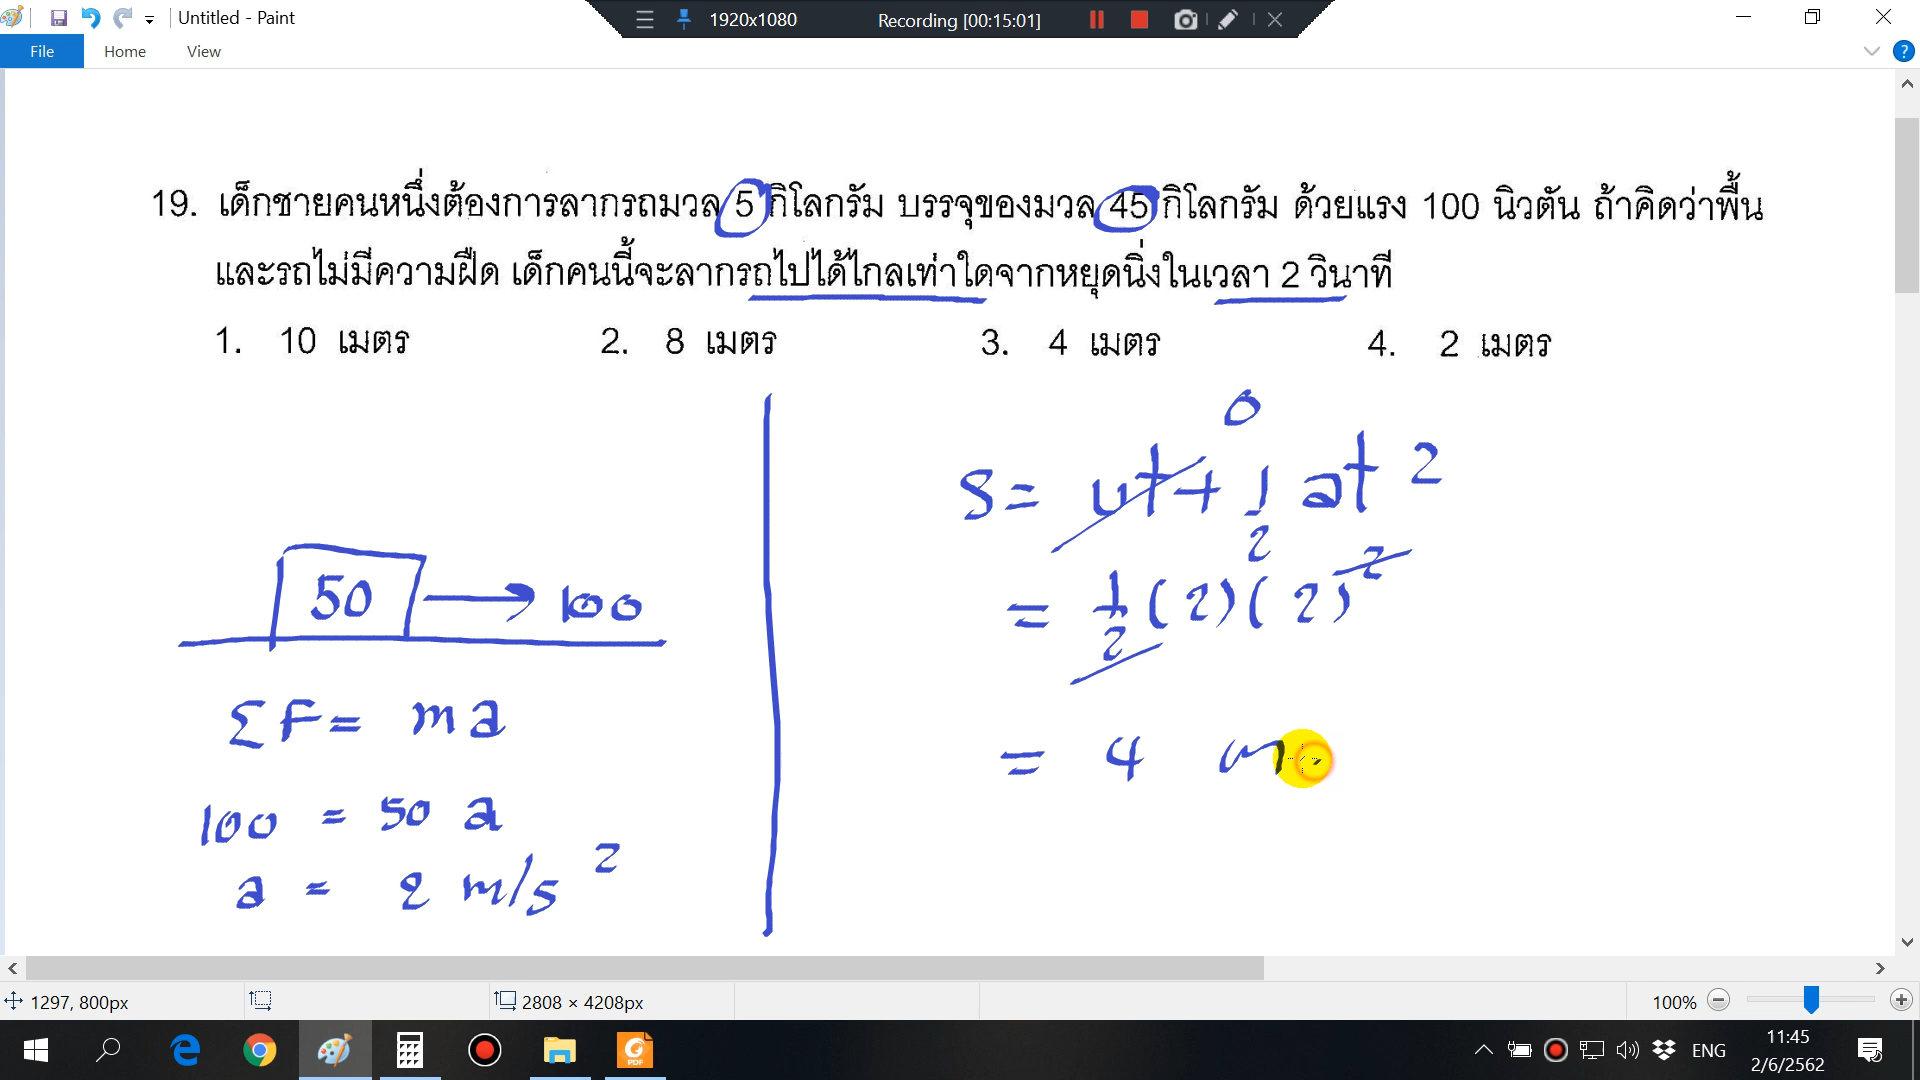 Untitled - Paint
1920x1080 Recording [00:15:01]
File Home View
19. เด็กชายคนหนึ่งต้องการลากรถมวล 5 กิโลกรัม บรรจุของมวล 45 กิโลกรัม ด้วยแรง 100 นิวตัน ถ้าคิดว่าพื้น
และรถไม่มีความฝืด เด็กคนนี้จะลากรถไปได้ไกลเท่าใดจากหยุดนิ่งในเวลา 2 วินาที
1. 10 เมตร 2. 8 เมตร 3. 4 เมตร 4. 2 เมตร
50 → 100
ΣF = ma
100 = 50 a
a = 2 m/s²
0
S = ut + 1/2 at²
= 1/2 (2)(2)²
= 4 m
1297, 800px 2808 × 4208px 100%
PDF
ENG 11:45
2/6/2562